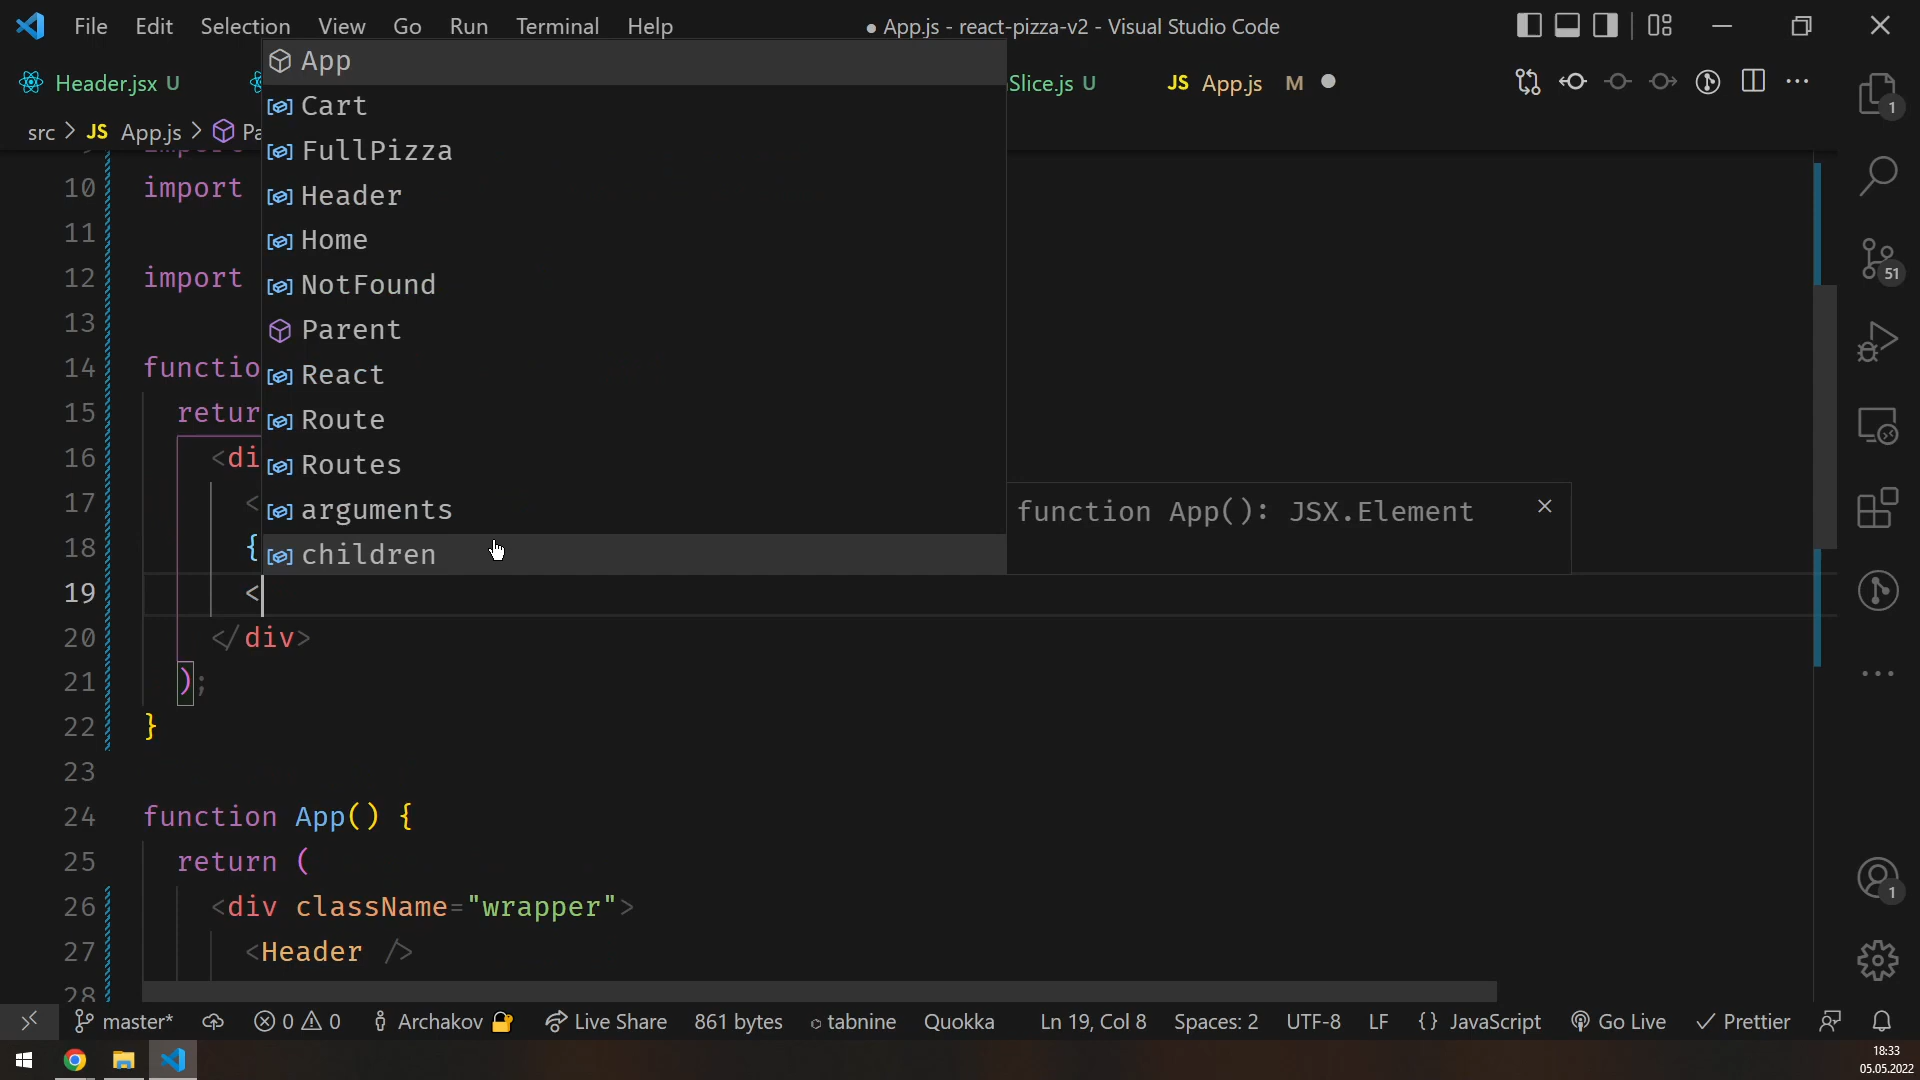 File Edit Selection View Go Run Terminal Help
● App.js - react-pizza-v2 - Visual Studio Code
Header.jsx U
Slice.js U
JS App.js M
src > JS App.js > Pa
App
Cart
FullPizza
Header
Home
NotFound
Parent
React
Route
Routes
arguments
children
function App(): JSX.Element
10 import
11
12 import
13
14 functio
15 retur
16 <di
17 <
18 {
19 <
20 </div>
21 );
22 }
23
24 function App() {
25 return (
26 <div className="wrapper">
27 <Header />
28
1
51
1
master* 0 0 Archakov Live Share 861 bytes tabnine Quokka Ln 19, Col 8 Spaces: 2 UTF-8 LF {} JavaScript Go Live Prettier
18:33
05.05.2022